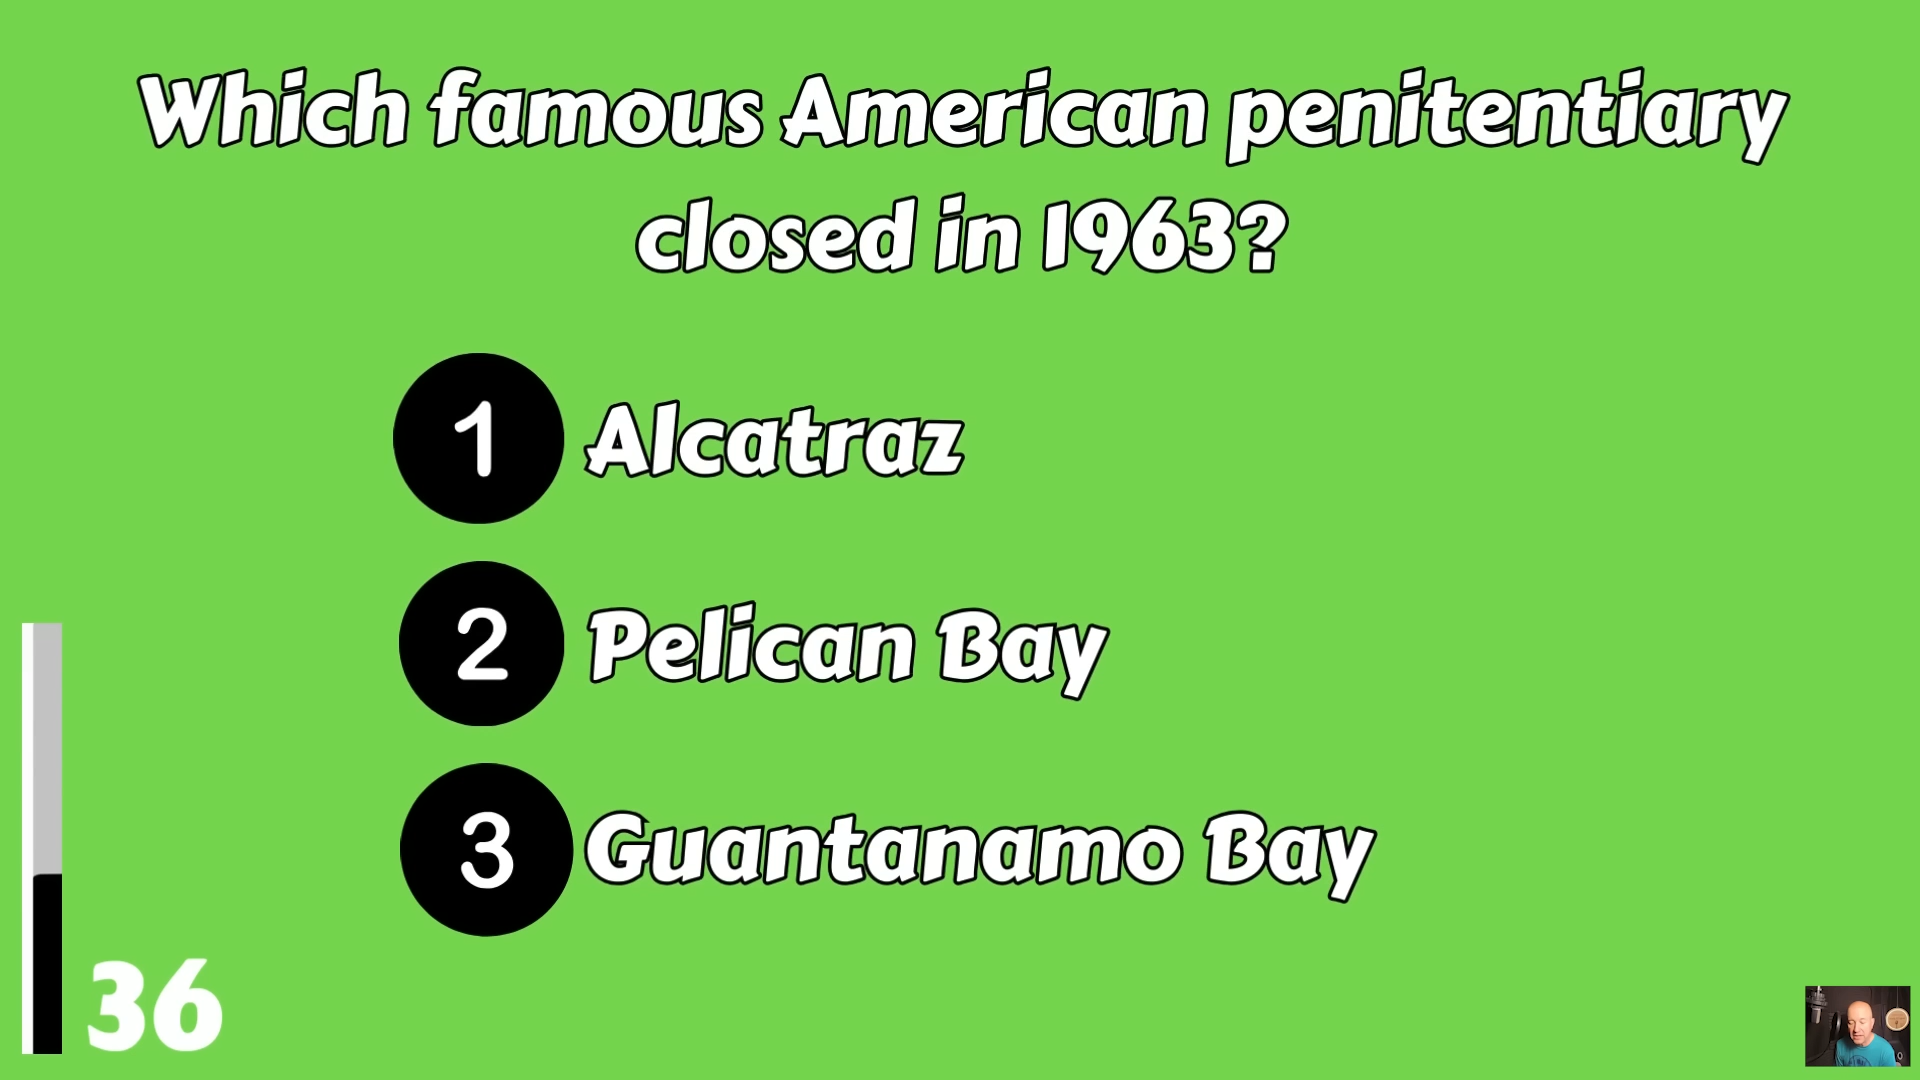 Which famous American penitentiary
closed in 1963?
1 Alcatraz
2 Pelican Bay
3 Guantanamo Bay
36